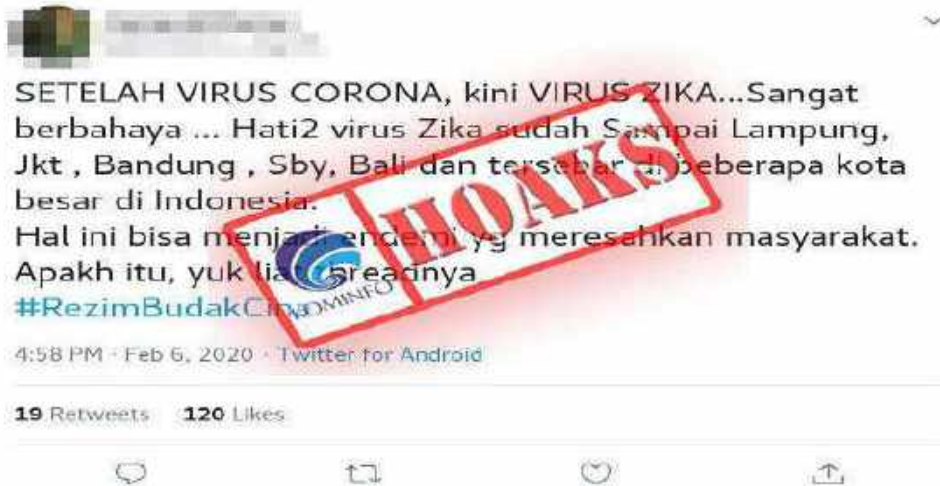 SETELAH VIRUS CORONA, kini VIRUS ZIKA...Sangat
berbahaya ... Hati2 virus Zika sudah Sampai Lampung,
Jkt , Bandung , Sby, Bali dan tersebar di beberapa kota
besar di Indonesia.
Hal ini bisa menjadi endemi yg meresahkan masyarakat.
Apakh itu, yuk liat threadnya
#RezimBudakCina
HOAKS
KOMINFO
4:58 PM · Feb 6, 2020 · Twitter for Android
19 Retweets 120 Likes